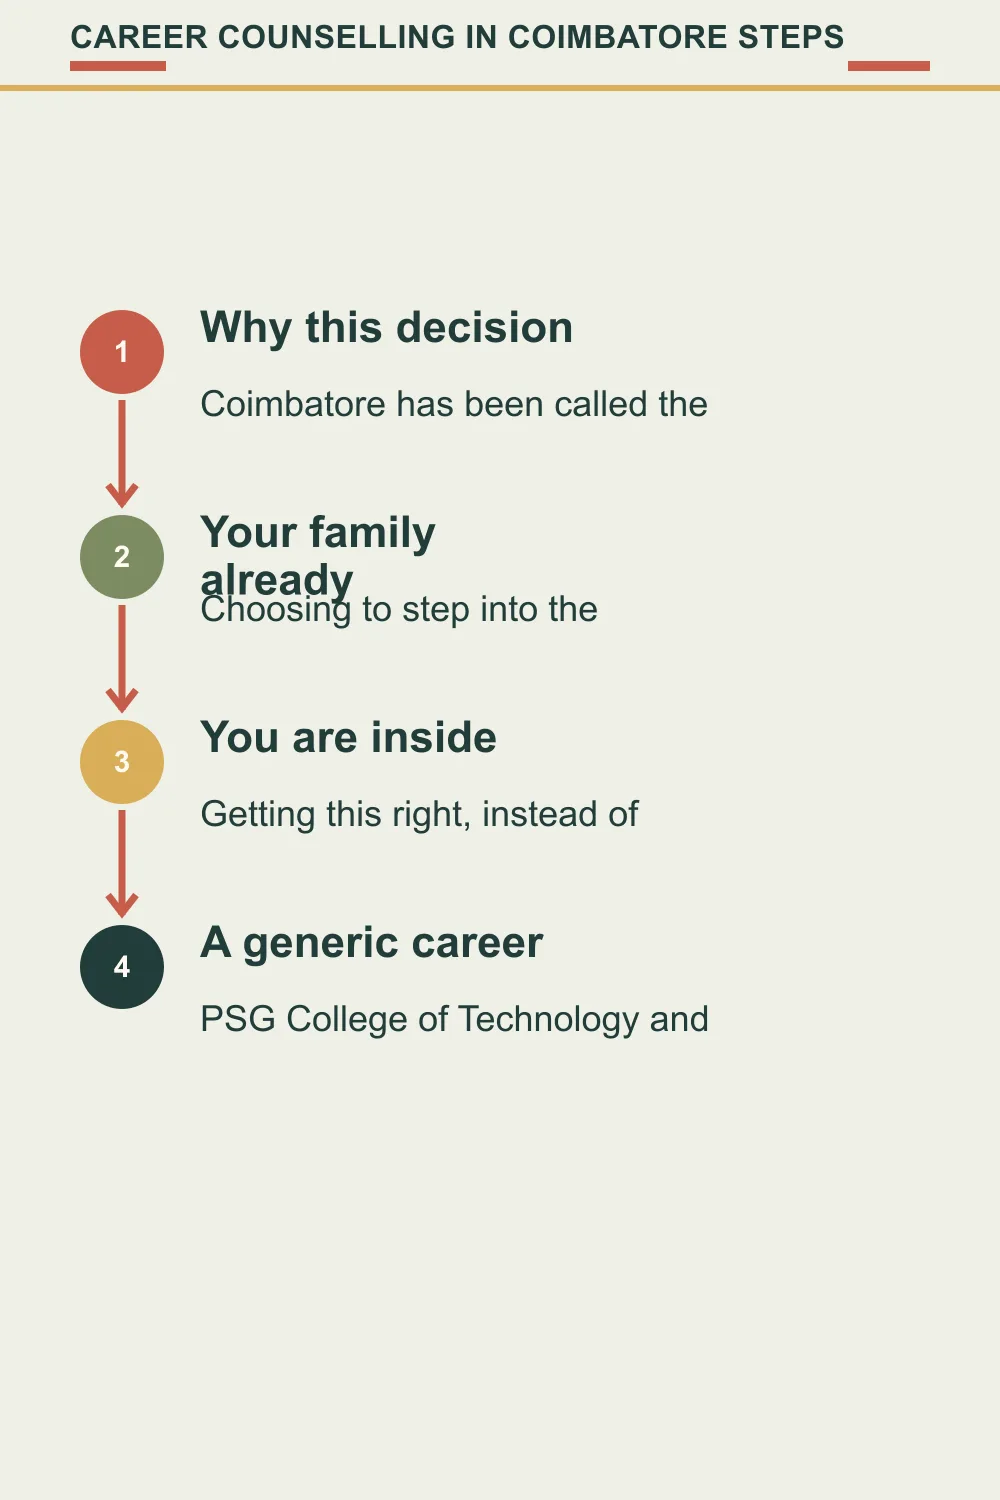 CAREER COUNSELLING IN COIMBATORE STEPS
1
Why this decision
Coimbatore has been called the
2
Your family
already
Choosing to step into the
3
You are inside
Getting this right, instead of
4
A generic career
PSG College of Technology and